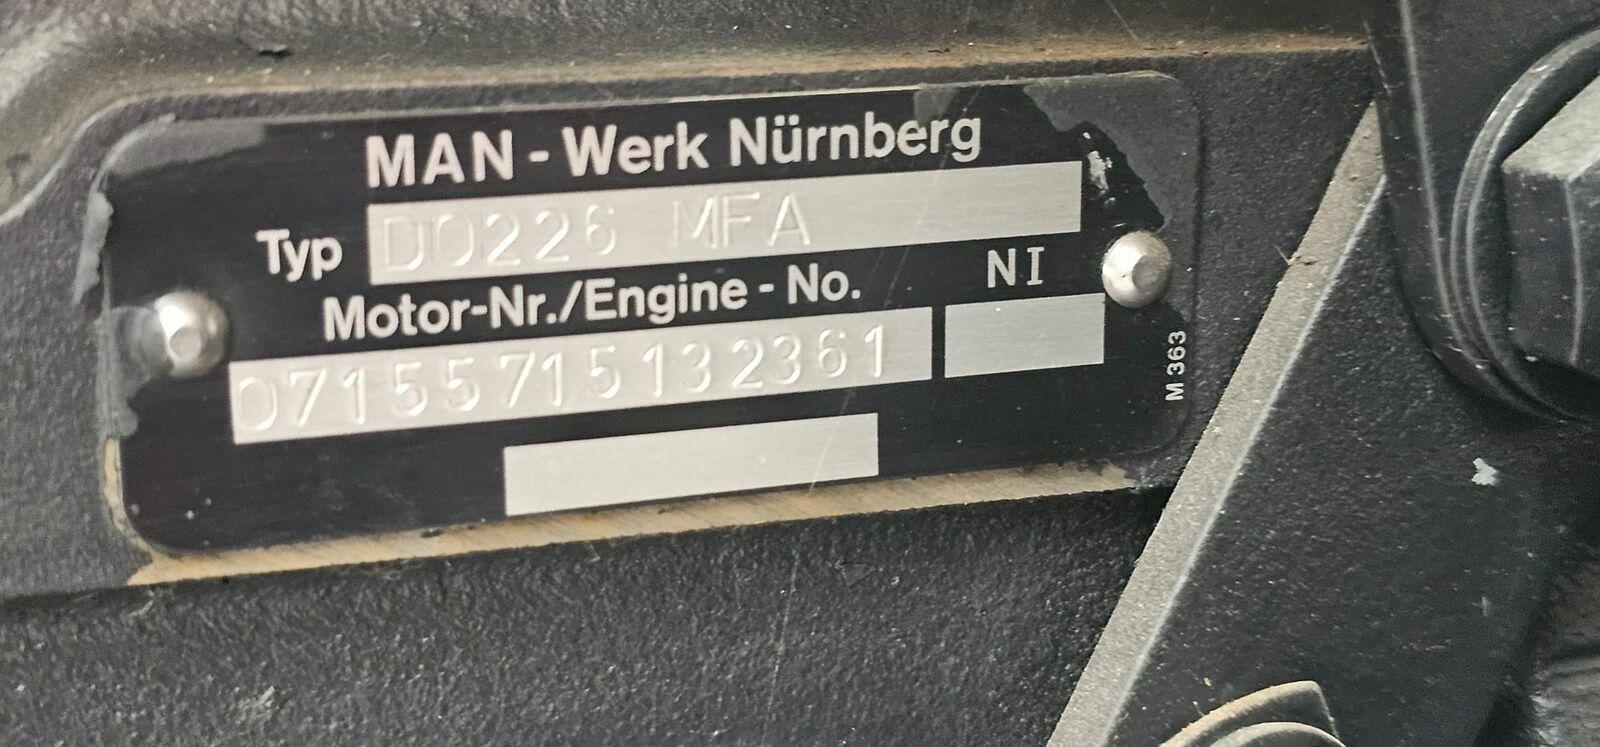 MAN - Werk Nürnberg
Typ D0226 MFA
Motor-Nr./Engine - No. NI
07155715132361
M 363